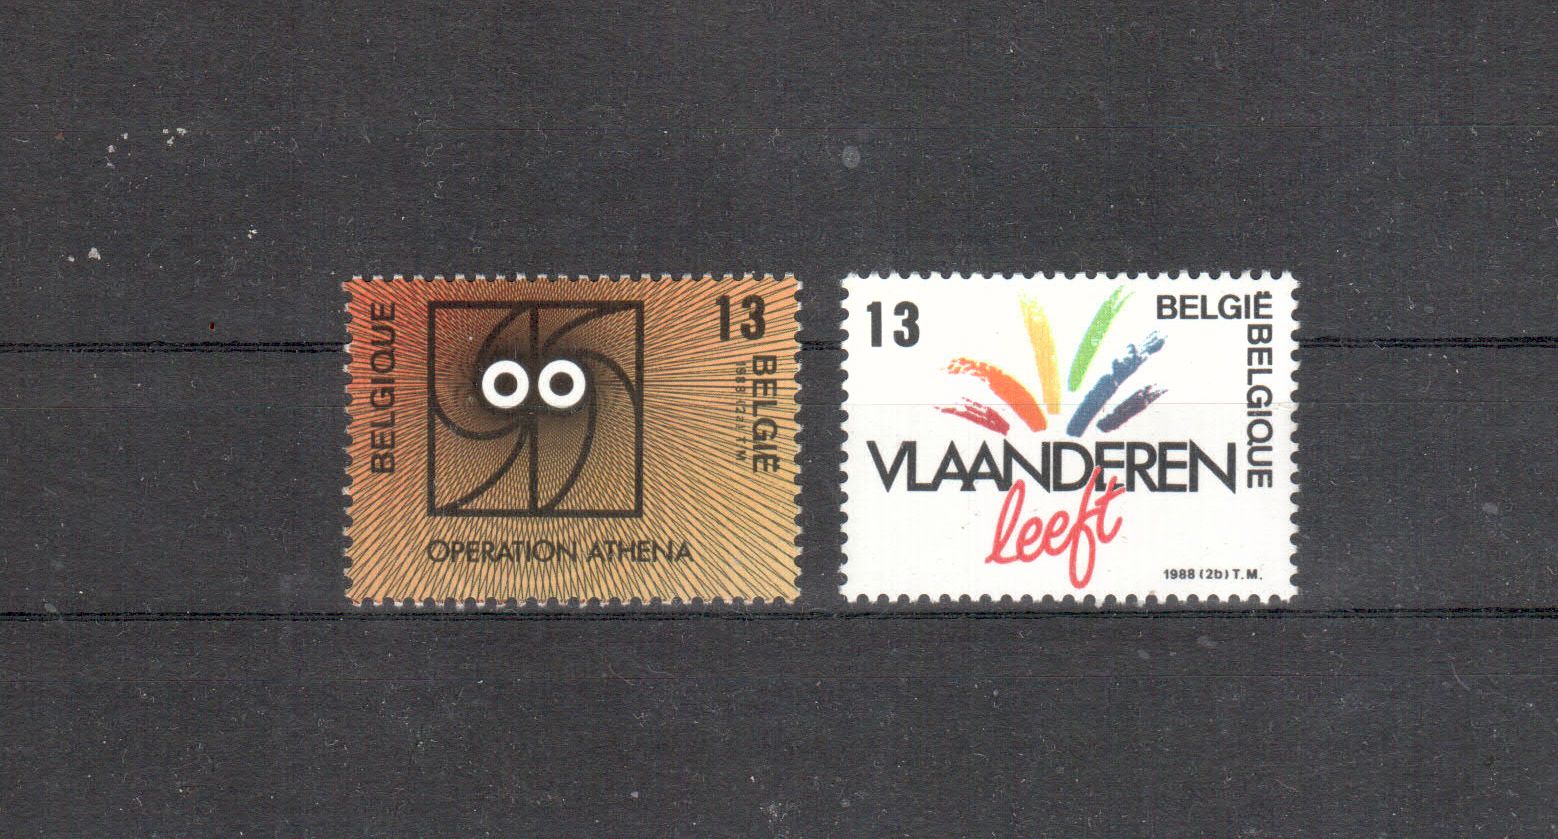 BELGIQUE
13
BELGIË
1988 (2a) T.M.
OPERATION ATHENA
13
BELGIË
BELGIQUE
VLAANDEREN
leeft
1988 (2b) T.M.